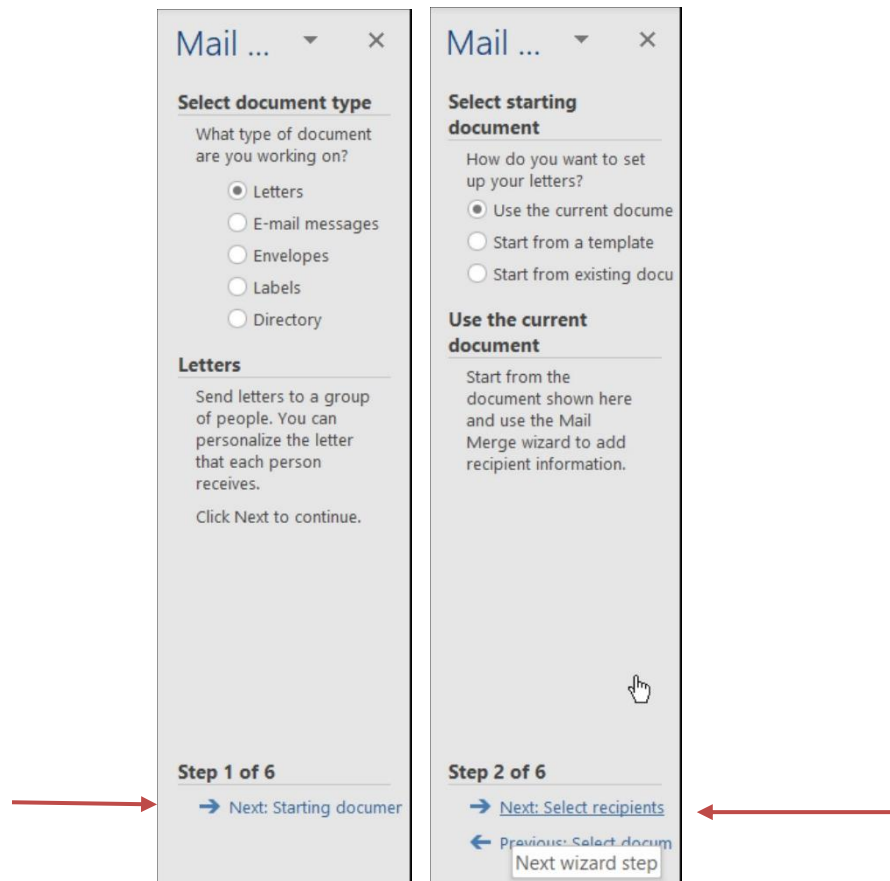 Mail ...
Select document type
What type of document
are you working on?
Letters
E-mail messages
Envelopes
Labels
Directory
Letters
Send letters to a group
of people. You can
personalize the letter
that each person
receives.
Click Next to continue.
Step 1 of 6
Next: Starting documer
Mail ...
Select starting
document
How do you want to set
up your letters?
Use the current docume
Start from a template
Start from existing docu
Use the current
document
Start from the
document shown here
and use the Mail
Merge wizard to add
recipient information.
Step 2 of 6
Next: Select recipients
Previous: Select docum
Next wizard step